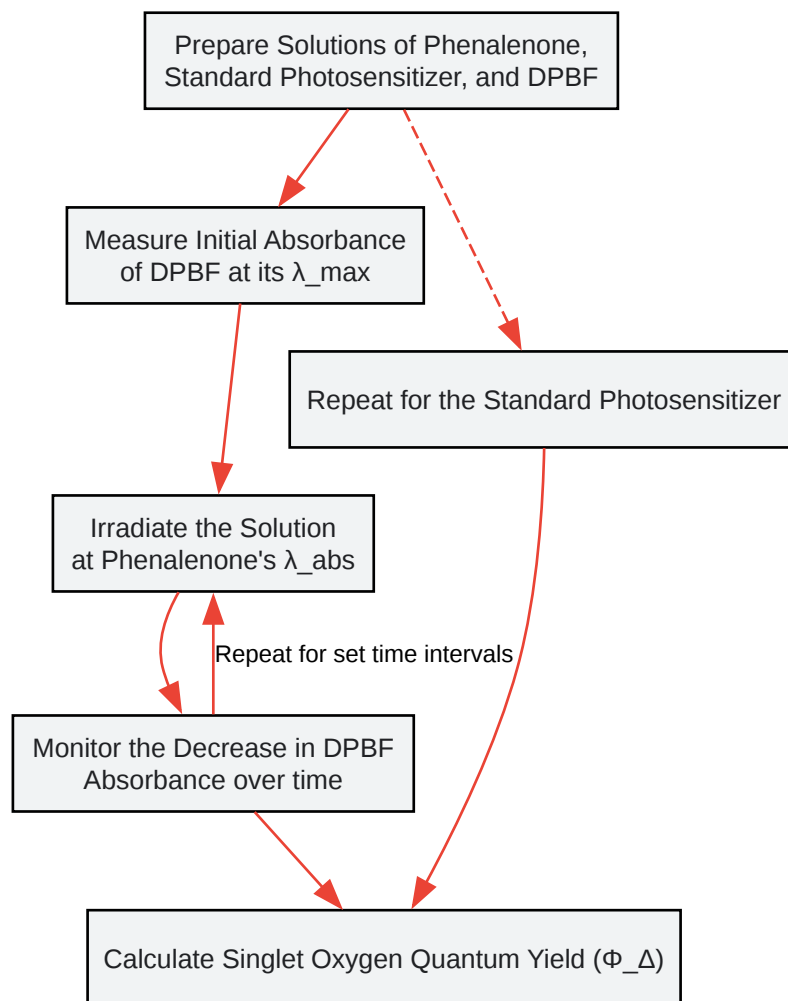 Prepare Solutions of Phenalenone,
Standard Photosensitizer, and DPBF
Measure Initial Absorbance
of DPBF at its λ_max
Repeat for the Standard Photosensitizer
Irradiate the Solution
at Phenalenone's λ_abs
Repeat for set time intervals
Monitor the Decrease in DPBF
Absorbance over time
Calculate Singlet Oxygen Quantum Yield (Φ_Δ)